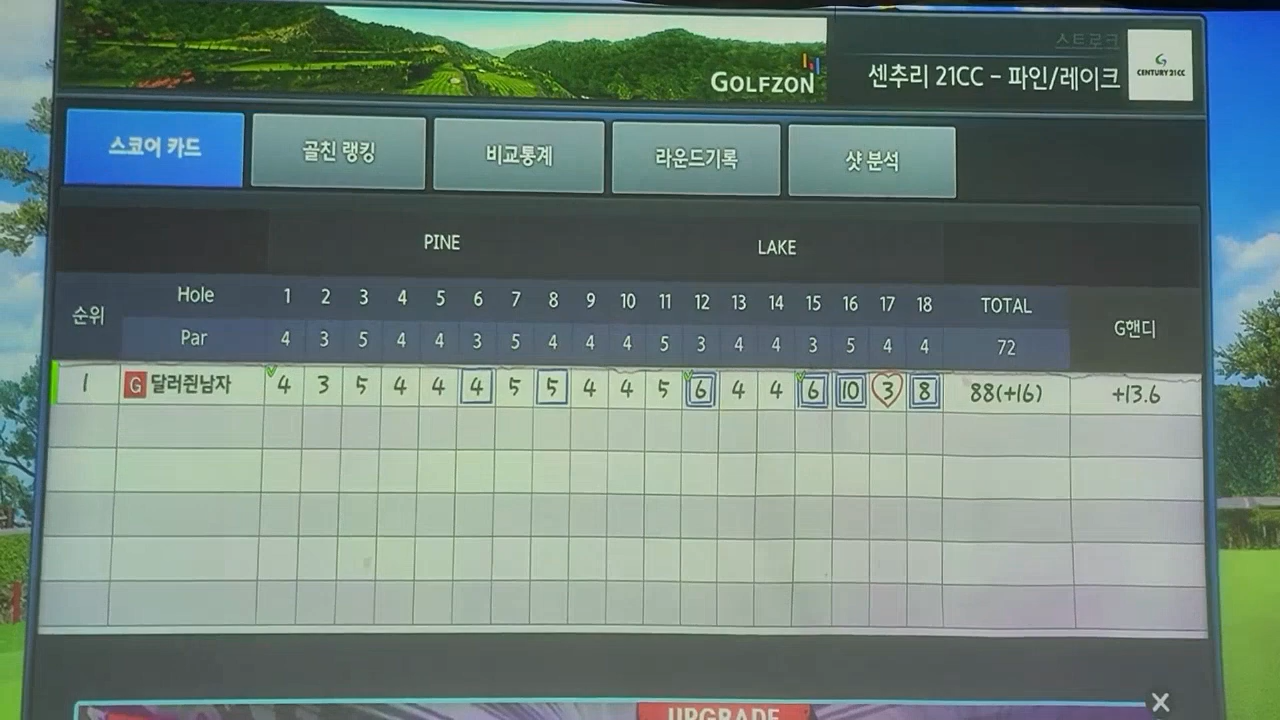 스트로크
GOLFZON
센추리 21CC - 파인/레이크
CENTURY 21CC
스코어 카드 골친 랭킹 비교통계 라운드기록 샷 분석
PINE LAKE
순위 Hole 1 2 3 4 5 6 7 8 9 10 11 12 13 14 15 16 17 18 TOTAL G핸디
Par 4 3 5 4 4 3 5 4 4 4 5 3 4 4 3 5 4 4 72
1 G 달러쥔남자 4 3 5 4 4 4 5 5 4 4 5 6 4 4 6 10 3 8 88(+16) +13.6
UPGRADE
X